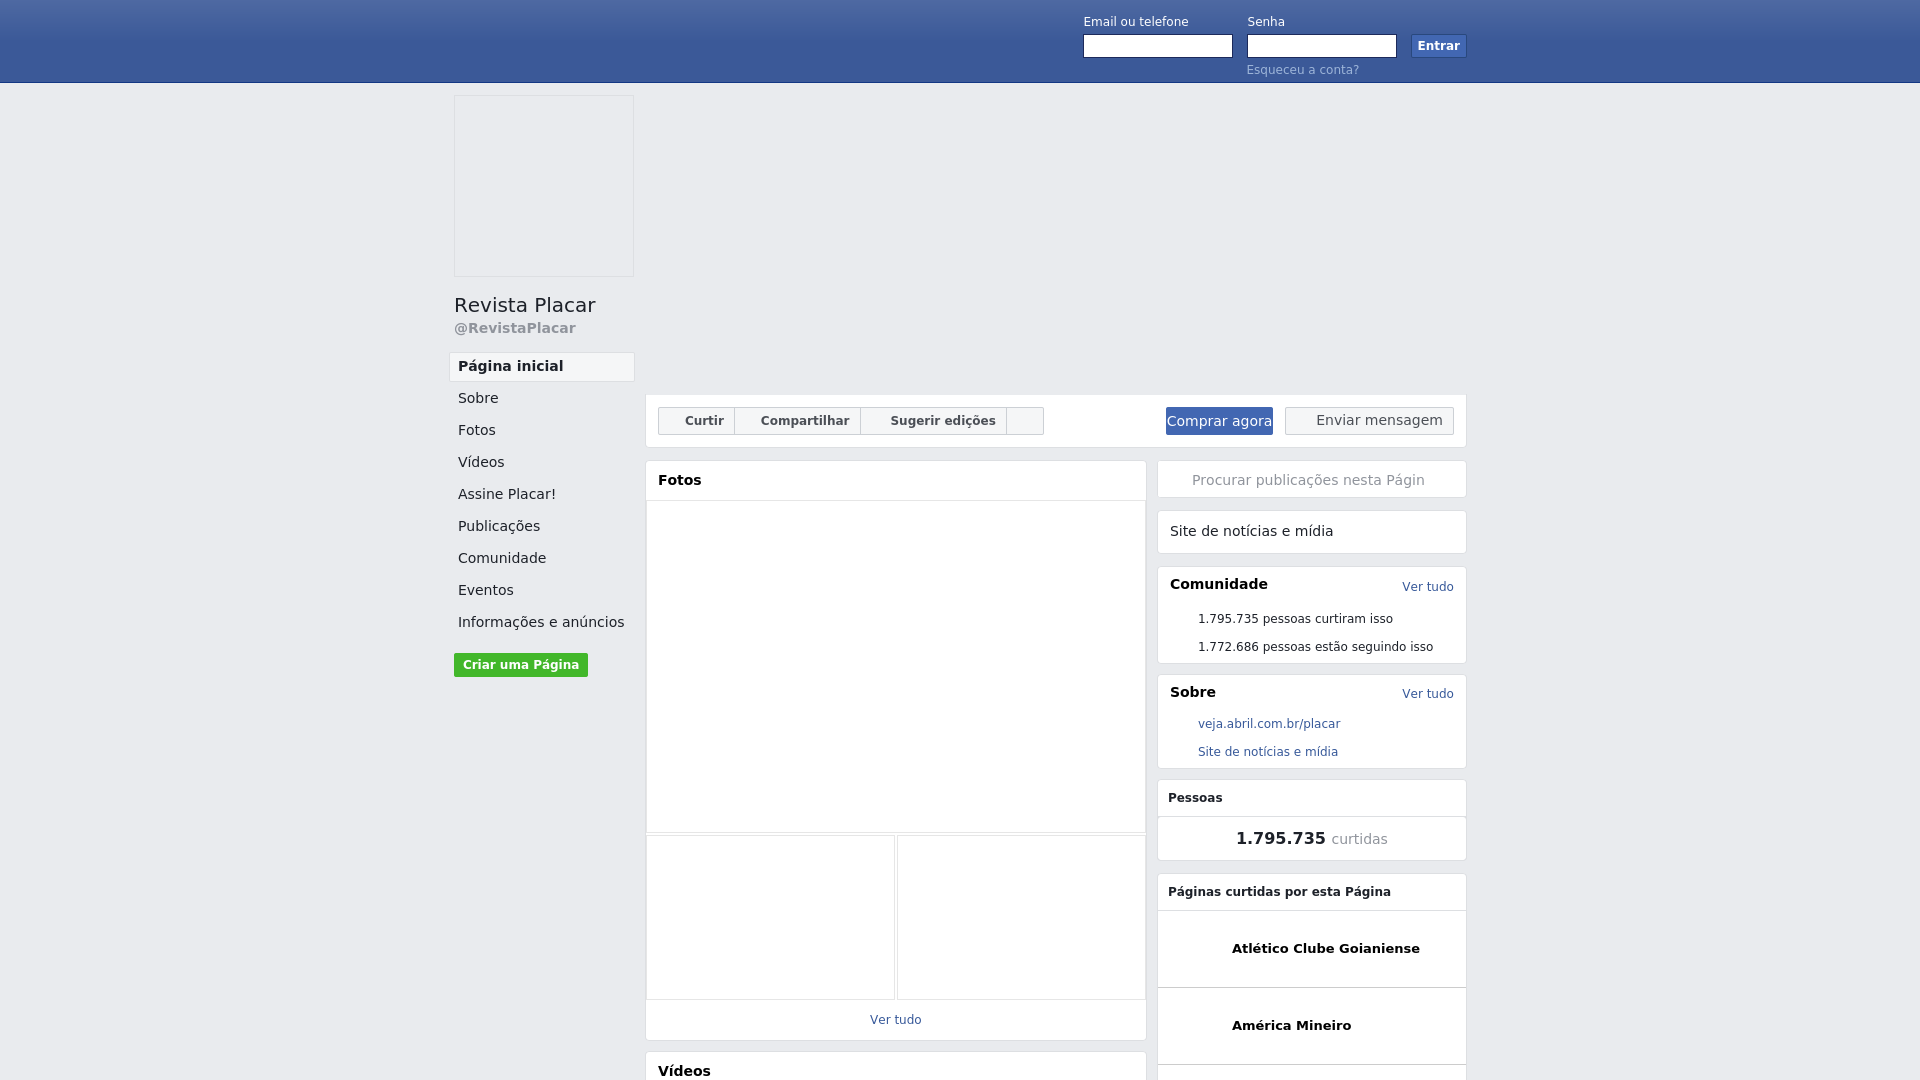 Email ou telefone
Senha
Entrar
Esqueceu a conta?
Revista Placar
@RevistaPlacar
Página inicial
Sobre
Fotos
Vídeos
Assine Placar!
Publicações
Comunidade
Eventos
Informações e anúncios
Criar uma Página
Curtir
Compartilhar
Sugerir edições
Comprar agora
Enviar mensagem
Fotos
Ver tudo
Vídeos
Procurar publicações nesta Págin
Site de notícias e mídia
Comunidade
Ver tudo
1.795.735 pessoas curtiram isso
1.772.686 pessoas estão seguindo isso
Sobre
Ver tudo
veja.abril.com.br/placar
Site de notícias e mídia
Pessoas
1.795.735 curtidas
Páginas curtidas por esta Página
Atlético Clube Goianiense
América Mineiro